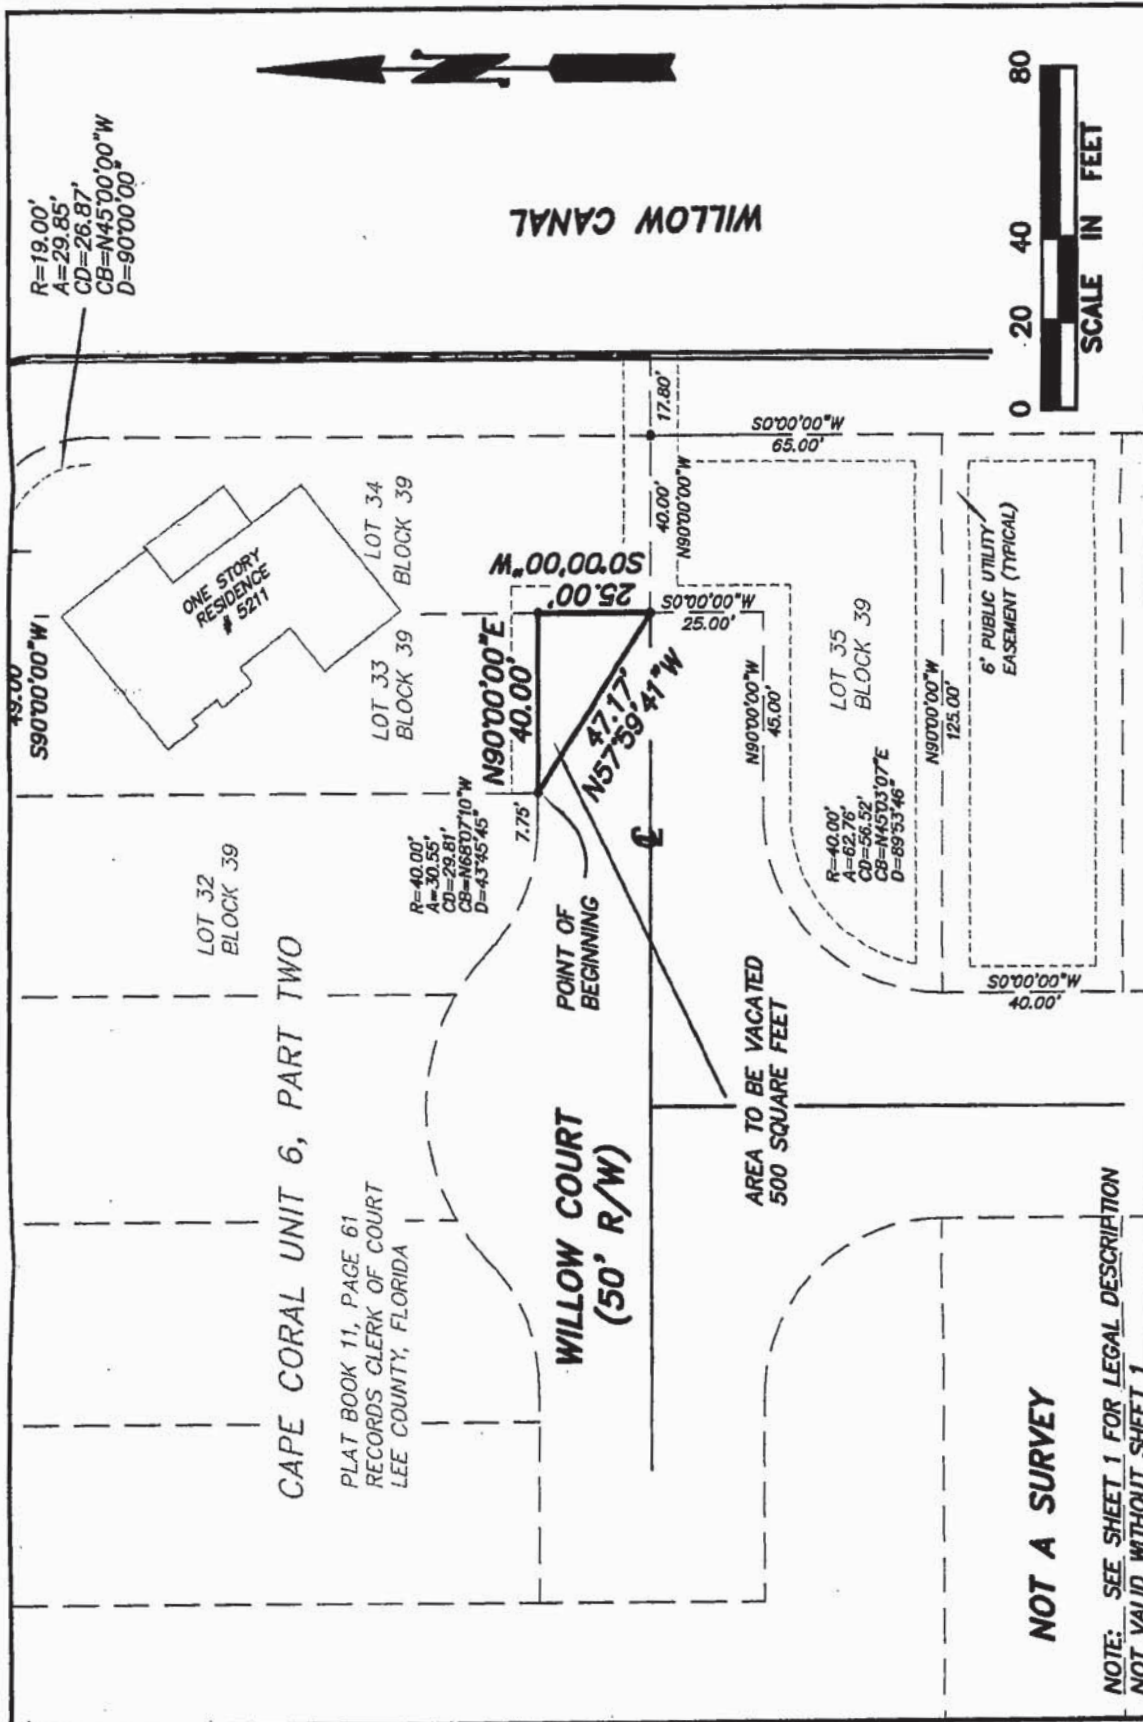 R=19.00'
A=29.85'
CD=26.87'
CB=N45°00'00"W
D=90°00'00"
WILLOW CANAL
80
40
20
0
SCALE IN FEET
S90°00'00"W
ONE STORY
RESIDENCE
# 5211
LOT 34
BLOCK 39
LOT 33
BLOCK 39
LOT 32
BLOCK 39
17.80'
S0°00'00"W
65.00'
40.00'
N90°00'00"W
S0°00'00"W
25.00'
S0°00'00"W
25.00'
N90°00'00"E
40.00'
47.17'
N57°59'41"W
7.75'
R=40.00'
A=30.55'
CD=29.81'
CB=N68°07'10"W
D=43°45'45"
POINT OF
BEGINNING
N90°00'00"W
45.00'
LOT 35
BLOCK 39
6' PUBLIC UTILITY
EASEMENT (TYPICAL)
N90°00'00"W
125.00'
R=40.00'
A=62.76'
CD=56.52'
CB=N45°03'07"E
D=89°53'46"
S0°00'00"W
40.00'
AREA TO BE VACATED
500 SQUARE FEET
CAPE CORAL UNIT 6, PART TWO
PLAT BOOK 11, PAGE 61
RECORDS CLERK OF COURT
LEE COUNTY, FLORIDA
WILLOW COURT
(50' R/W)
NOT A SURVEY
NOTE: SEE SHEET 1 FOR LEGAL DESCRIPTION
NOT VALID WITHOUT SHEET 1